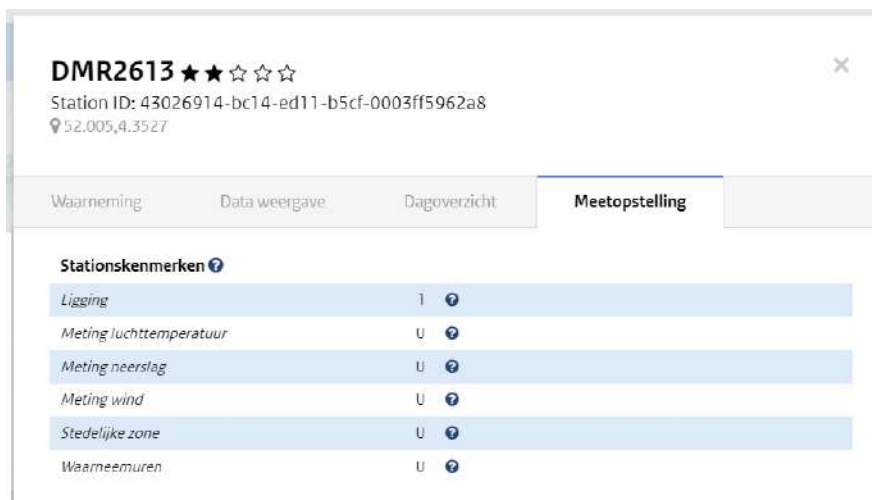 DMR2613 ★★☆☆☆
Station ID: 43026914-bc14-ed11-b5cf-0003ff5962a8
52.005,4.3527
Waarneming Data weergave Dagoverzicht Meetopstelling
Stationskenmerken
Ligging 1
Meting luchttemperatuur U
Meting neerslag U
Meting wind U
Stedelijke zone U
Waarneemuren U